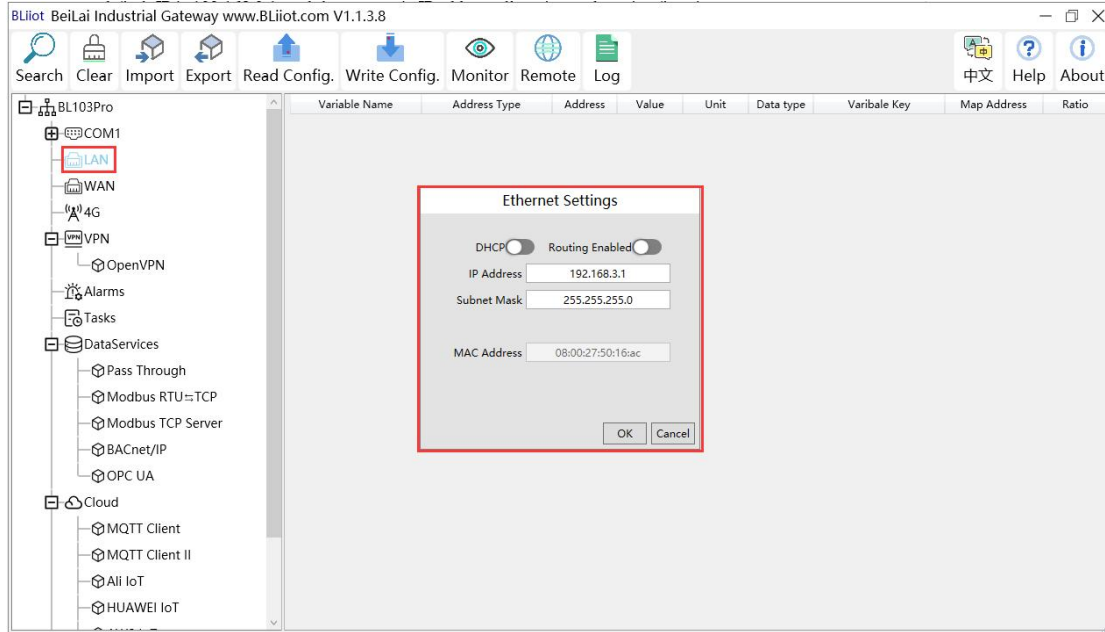 BLiiot BeiLai Industrial Gateway www.BLiiot.com V1.1.3.8
Search Clear Import Export Read Config. Write Config. Monitor Remote Log 中文 Help About
Variable Name Address Type Address Value Unit Data type Varibale Key Map Address Ratio
BL103Pro
COM1
LAN
WAN
4G
VPN VPN
OpenVPN
Alarms
Tasks
DataServices
Pass Through
Modbus RTU⇆TCP
Modbus TCP Server
BACnet/IP
OPC UA
Cloud
MQTT Client
MQTT Client II
Ali IoT
HUAWEI IoT
Ethernet Settings
DHCP Routing Enabled
IP Address 192.168.3.1
Subnet Mask 255.255.255.0
MAC Address 08:00:27:50:16:ac
OK Cancel